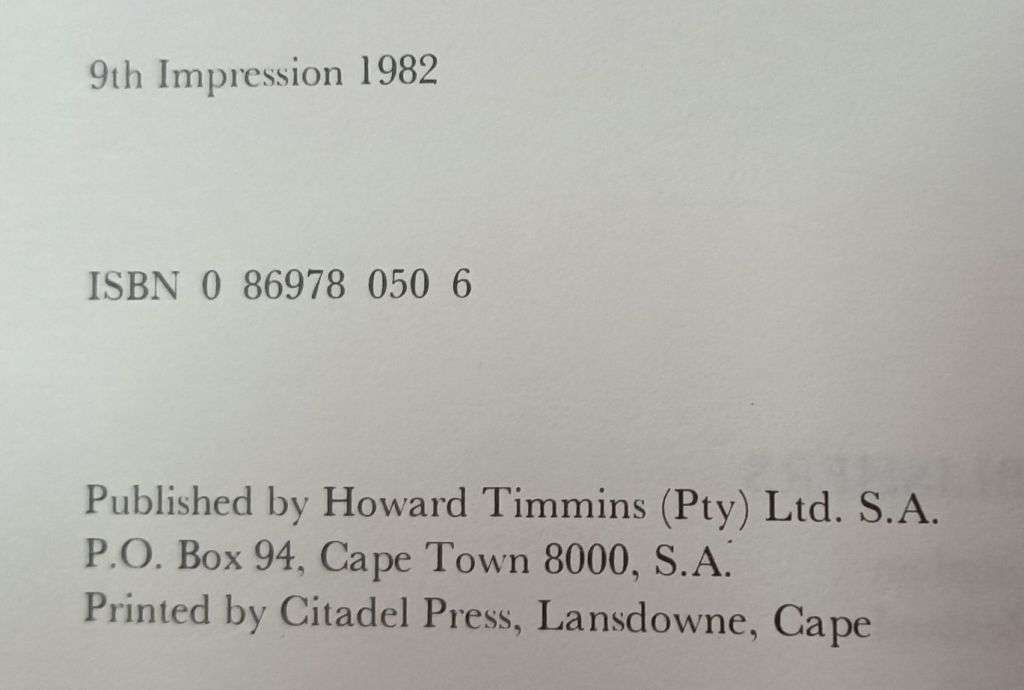 9th Impression 1982
ISBN 0 86978 050 6
Published by Howard Timmins (Pty) Ltd. S.A.
P.O. Box 94, Cape Town 8000, S.A.
Printed by Citadel Press, Lansdowne, Cape